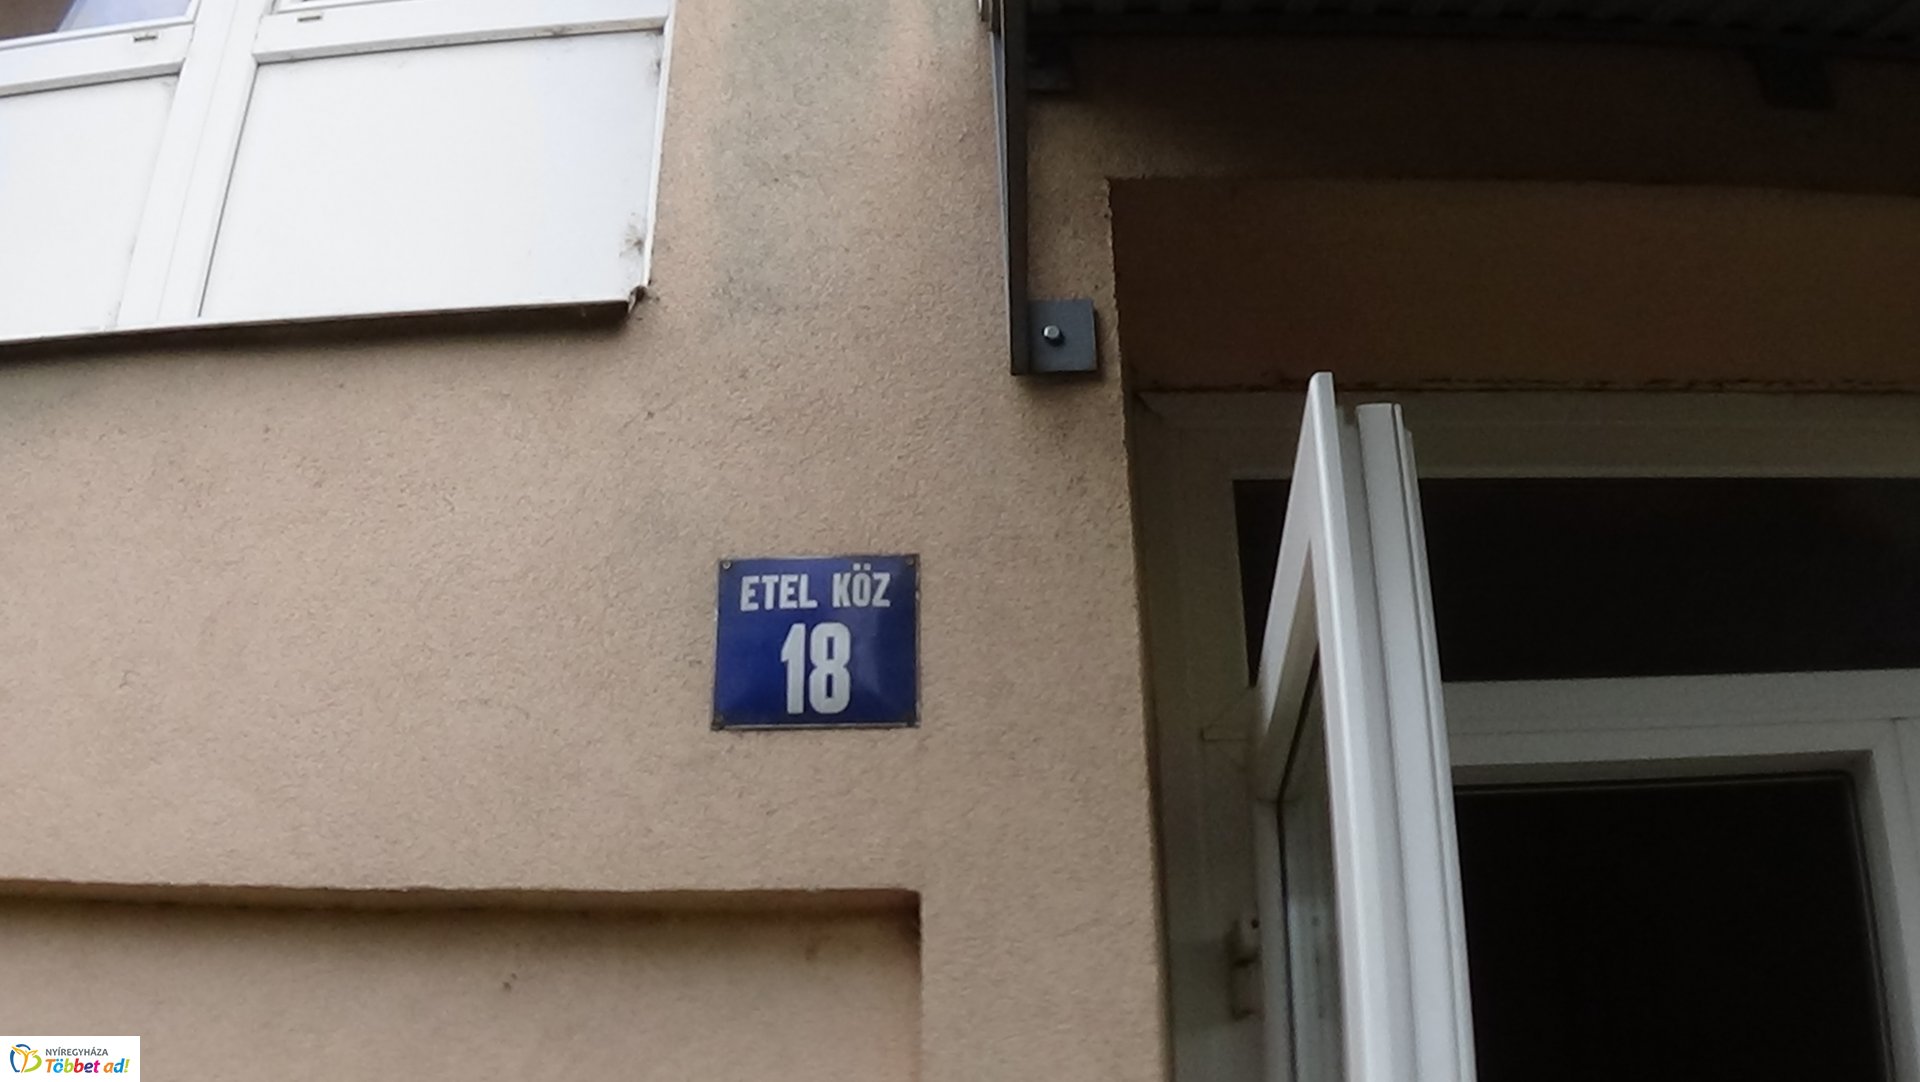 ETEL KÖZ
18
NYÍREGYHÁZA
Többet ad!